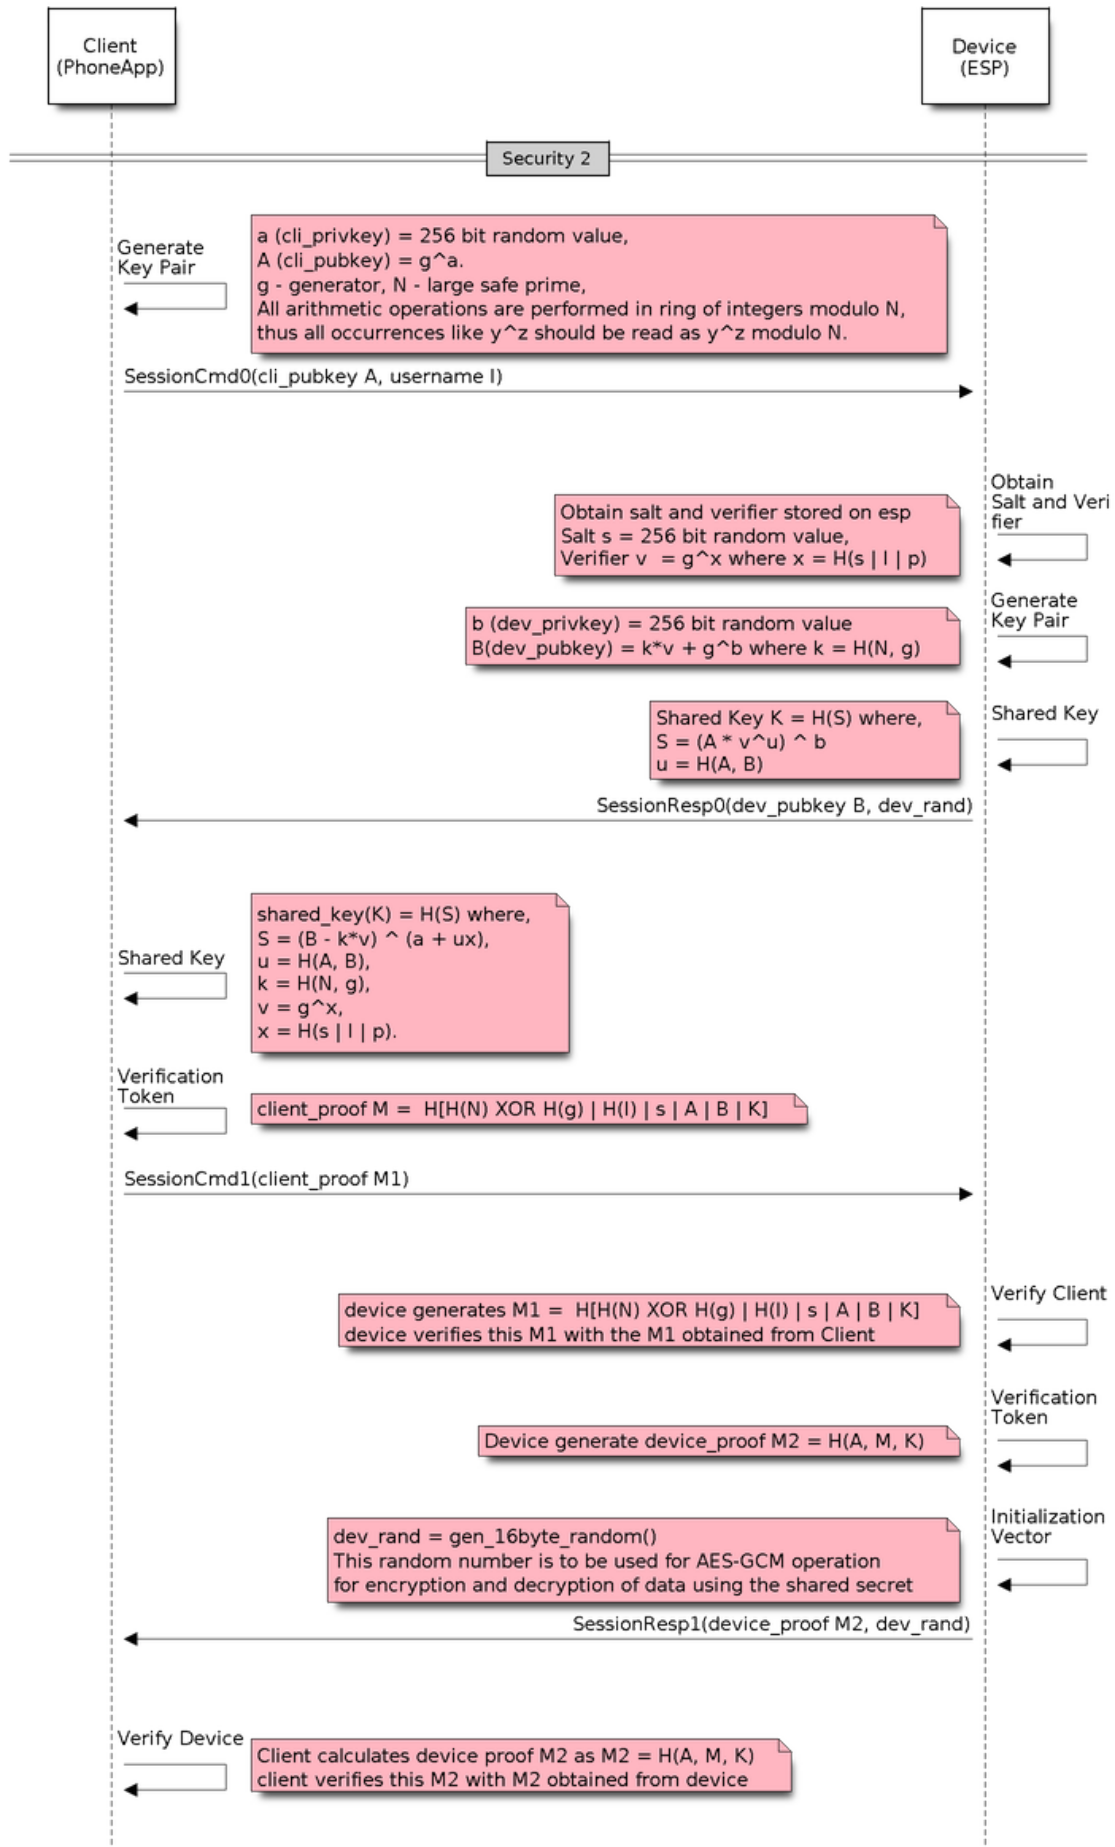 Client
(PhoneApp)
Device
(ESP)
Security 2
Generate
Key Pair
a (cli_privkey) = 256 bit random value,
A (cli_pubkey) = g^a.
g - generator, N - large safe prime,
All arithmetic operations are performed in ring of integers modulo N,
thus all occurrences like y^z should be read as y^z modulo N.
SessionCmd0(cli_pubkey A, username I)
Obtain
Salt and Veri
fier
Obtain salt and verifier stored on esp
Salt s = 256 bit random value,
Verifier v  = g^x where x = H(s | I | p)
Generate
Key Pair
b (dev_privkey) = 256 bit random value
B(dev_pubkey) = k*v + g^b where k = H(N, g)
Shared Key
Shared Key K = H(S) where,
S = (A * v^u) ^ b
u = H(A, B)
SessionResp0(dev_pubkey B, dev_rand)
Shared Key
shared_key(K) = H(S) where,
S = (B - k*v) ^ (a + ux),
u = H(A, B),
k = H(N, g),
v = g^x,
x = H(s | I | p).
Verification
Token
client_proof M =  H[H(N) XOR H(g) | H(I) | s | A | B | K]
SessionCmd1(client_proof M1)
Verify Client
device generates M1 =  H[H(N) XOR H(g) | H(I) | s | A | B | K]
device verifies this M1 with the M1 obtained from Client
Verification
Token
Device generate device_proof M2 = H(A, M, K)
Initialization
Vector
dev_rand = gen_16byte_random()
This random number is to be used for AES-GCM operation
for encryption and decryption of data using the shared secret
SessionResp1(device_proof M2, dev_rand)
Verify Device
Client calculates device proof M2 as M2 = H(A, M, K)
client verifies this M2 with M2 obtained from device